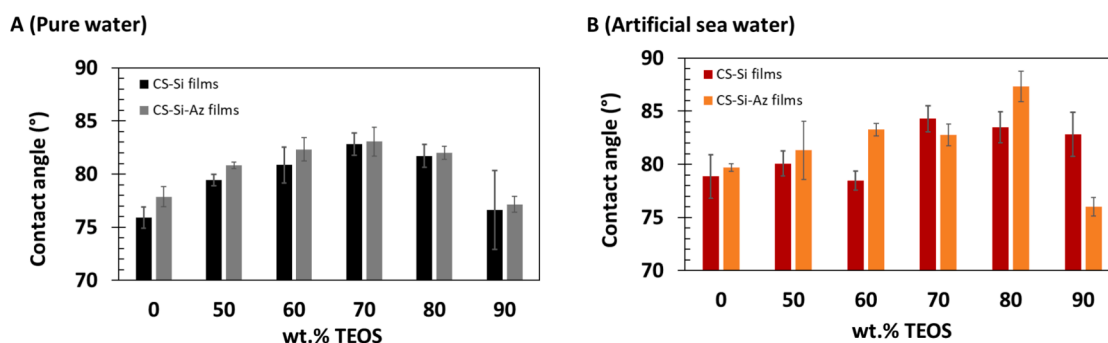 A (Pure water)
90
85
80
75
70
Contact angle (°)
CS-Si films
CS-Si-Az films
0 50 60 70 80 90
wt.% TEOS
B (Artificial sea water)
90
85
80
75
70
Contact angle (°)
CS-Si films
CS-Si-Az films
0 50 60 70 80 90
wt.% TEOS